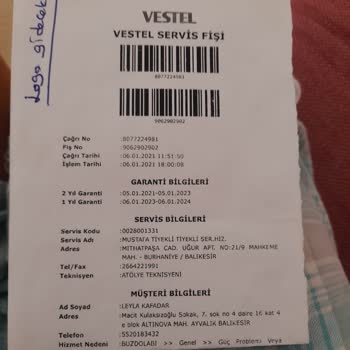 Logo gidecek
VESTEL
VESTEL SERVİS FİŞİ
8077224981
9062902902
Çağrı No :8077224981
Fiş No :9062902902
Çağrı Tarihi :06.01.2021 11:51:50
İşlem Tarihi :06.01.2021 18:00:08
GARANTİ BİLGİLERİ
2 Yıl Garanti :05.01.2021-05.01.2023
1 Yıl Garanti :06.01.2023-06.01.2024
SERVİS BİLGİLERİ
Servis Kodu :0028001331
Servis Adı :MUSTAFA TİYEKLİ TİYEKLİ SER.HİZ.
Adres :MİTHATPAŞA CAD. UĞUR APT. NO:21/9 MAHKEME
MAH. - BURHANİYE / BALIKESİR
Tel/Fax :2664221991
Teknisyen :ATÖLYE TEKNİSYENİ
MÜŞTERİ BİLGİLERİ
Ad Soyad :LEYLA KAFADAR
Adres :Macit Kulaksızoğlu Sokak, 7. sok no 4 daire 16 kat 4
e blok ALTINOVA MAH. AYVALIK BALIKESİR
Telefon :5520183432
Hizmet Nedeni :BUZDOLABI >> Genel >> Güç Problemi Veya